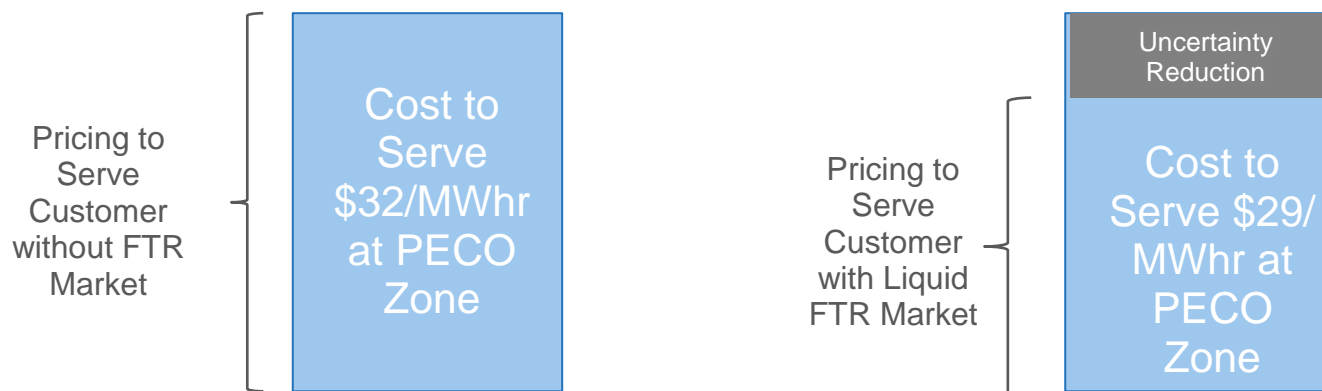 Pricing to
Serve
Customer
without FTR
Market
Cost to
Serve
$32/MWhr
at PECO
Zone
Pricing to
Serve
Customer
with Liquid
FTR Market
Uncertainty
Reduction
Cost to
Serve $29/
MWhr at
PECO
Zone